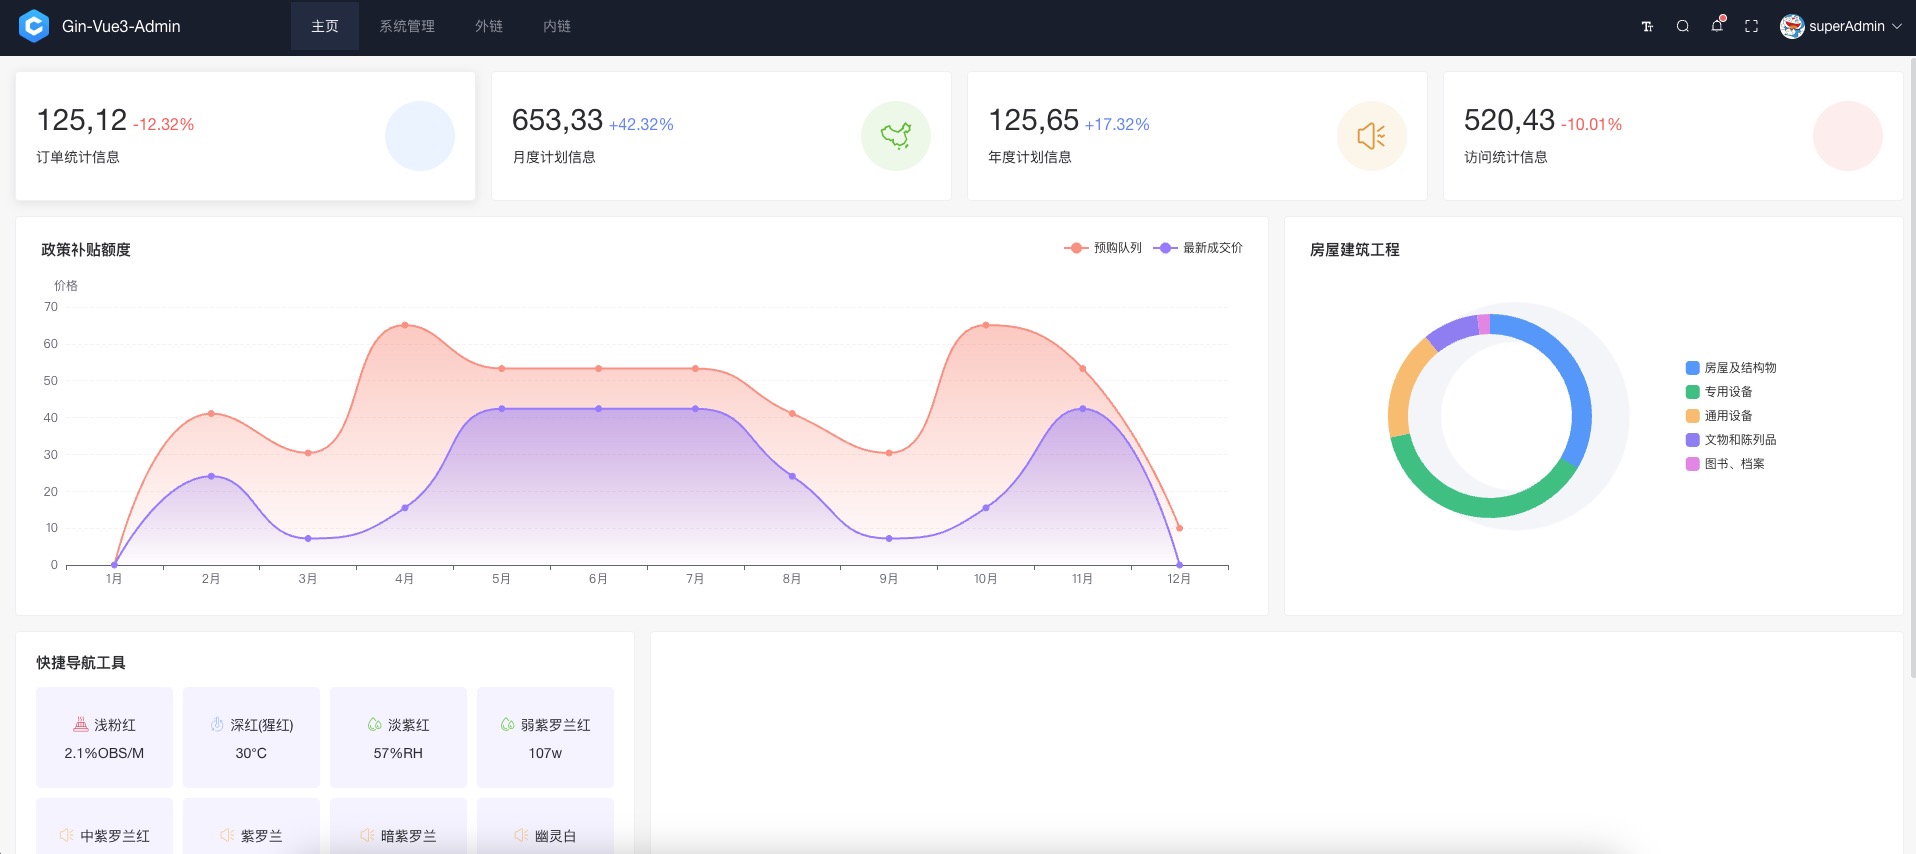 Gin-Vue3-Admin
主页 系统管理 外链 内链
superAdmin
125,12 -12.32%
订单统计信息
653,33 +42.32%
月度计划信息
125,65 +17.32%
年度计划信息
520,43 -10.01%
访问统计信息
政策补贴额度
预购队列 最新成交价
价格
70
60
50
40
30
20
10
0
1月 2月 3月 4月 5月 6月 7月 8月 9月 10月 11月 12月
房屋建筑工程
房屋及结构物
专用设备
通用设备
文物和陈列品
图书、档案
快捷导航工具
浅粉红
2.1%OBS/M
深红(猩红)
30°C
淡紫红
57%RH
弱紫罗兰红
107w
中紫罗兰红
紫罗兰
暗紫罗兰
幽灵白